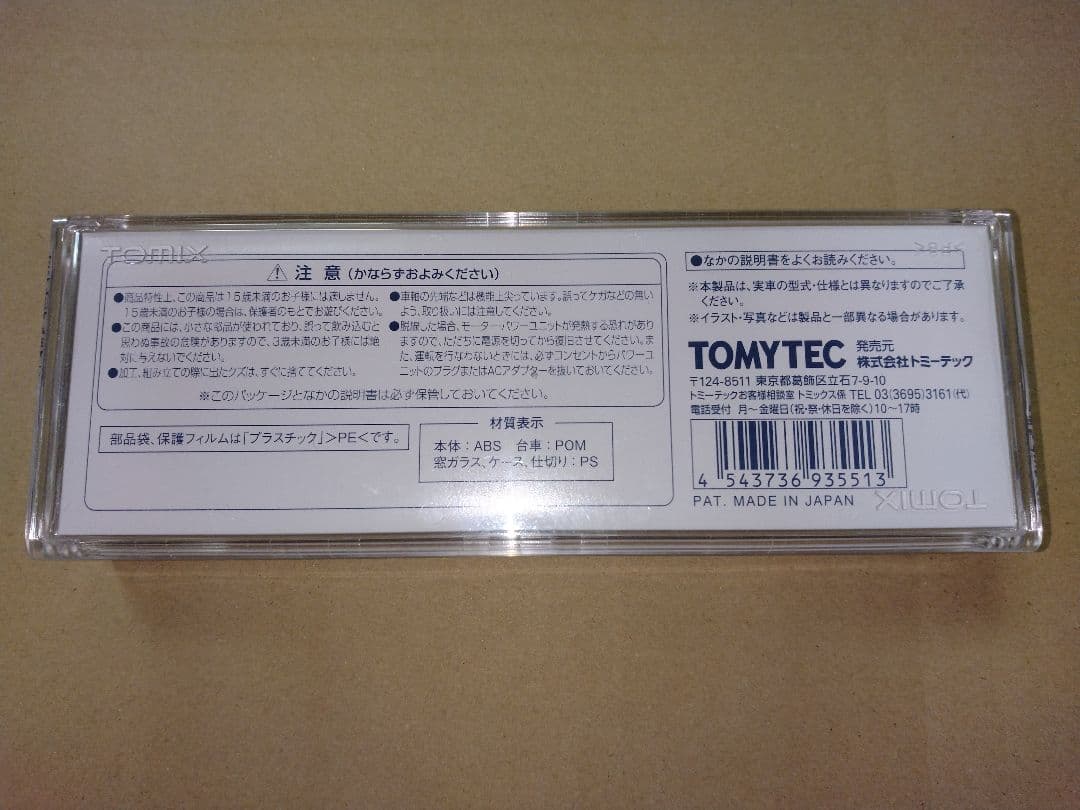 TOMIX
⚠ 注意 (かならずおよみください)
●商品特性上、この商品は15歳未満のお子様には適しません。
15歳未満のお子様の場合は、保護者のもとでお遊びください。
●この商品には、小さな部品が使われており、誤って飲み込むと
思わぬ事故の危険がありますので、3歳未満のお子様には絶
対に与えないでください。
●加工、組み立ての際に出たクズは、すぐに捨ててください。
●車軸の先端などは機能上尖っています。誤ってケガなどの無い
よう、取り扱いには注意してください。
●脱線した場合、モーター・パワーユニットが発熱する恐れがあり
ますので、ただちに電源を切ってから復旧させてください。ま
た、運転を行なわないときには、必ずコンセントからパワーユ
ニットのプラグまたはACアダプターを抜いておいてください。
※このパッケージとなかの説明書は必ず保管しておいてください。
部品袋、保護フィルムは「プラスチック」>PE<です。
材質表示
本体:ABS 台車:POM
窓ガラス、ケース、仕切り:PS
>PS<
●なかの説明書をよくお読みください。
※本製品は、実車の型式・仕様とは異なりますのでご了承
ください。
※イラスト・写真などは製品と一部異なる場合があります。
TOMYTEC 発売元 株式会社トミーテック
〒124-8511 東京都葛飾区立石7-9-10
トミーテックお客様相談室 トミックス係 TEL 03(3695)3161(代)
電話受付 月~金曜日(祝・祭・休日を除く)10~17時
4 543736 935513
PAT. MADE IN JAPAN
TOMIX